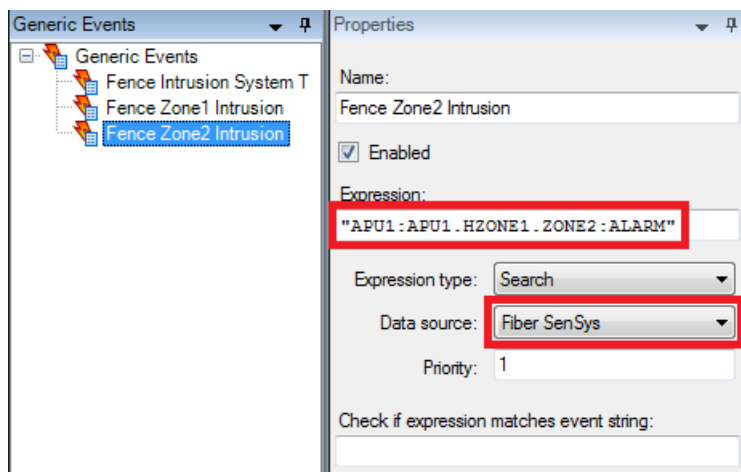 Generic Events
Generic Events
Fence Intrusion System T
Fence Zone1 Intrusion
Fence Zone2 Intrusion
Properties
Name:
Fence Zone2 Intrusion
Enabled
Expression:
"APU1:APU1.HZONE1.ZONE2:ALARM"
Expression type: Search
Data source: Fiber SenSys
Priority: 1
Check if expression matches event string: